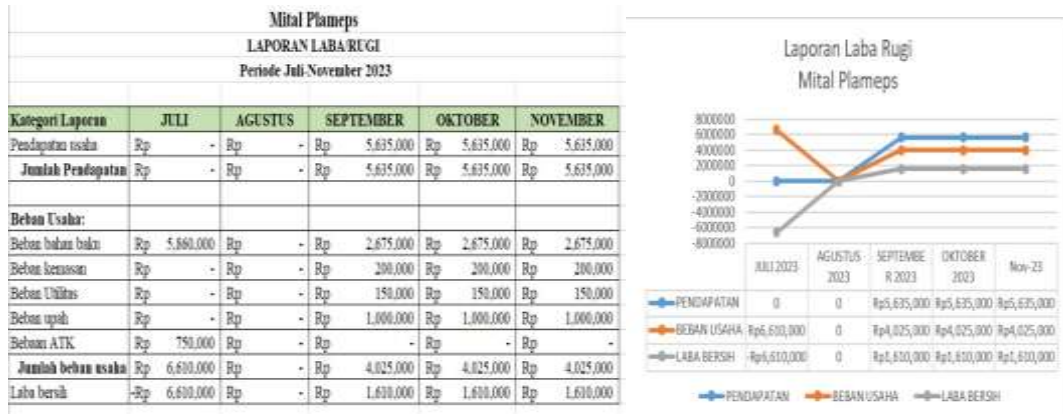 Mital Plameps
LAPORAN LABA/RUGI
Periode Juli-November 2023
Kategori Laporan JULI AGUSTUS SEPTEMBER OKTOBER NOVEMBER
Pendapatan usaha Rp - Rp - Rp 5,635,000 Rp 5,635,000 Rp 5,635,000
Jumlah Pendapatan Rp - Rp - Rp 5,635,000 Rp 5,635,000 Rp 5,635,000
Beban Usaha:
Beban bahan baku Rp 5,860,000 Rp - Rp 2,675,000 Rp 2,675,000 Rp 2,675,000
Beban kemasan Rp - Rp - Rp 200,000 Rp 200,000 Rp 200,000
Beban Utilitas Rp - Rp - Rp 150,000 Rp 150,000 Rp 150,000
Beban upah Rp - Rp - Rp 1,000,000 Rp 1,000,000 Rp 1,000,000
Bebaan ATK Rp 750,000 Rp - Rp - Rp - Rp -
Jumlah beban usaha Rp 6,610,000 Rp - Rp 4,025,000 Rp 4,025,000 Rp 4,025,000
Laba bersih -Rp 6,610,000 Rp - Rp 1,610,000 Rp 1,610,000 Rp 1,610,000
Laporan Laba Rugi
Mital Plameps
8000000
6000000
4000000
2000000
0
-2000000
-4000000
-6000000
-8000000
JULI 2023 AGUSTUS 2023 SEPTEMBE R 2023 OKTOBER 2023 Nov-23
PENDAPATAN 0 0 Rp5,635,000 Rp5,635,000 Rp5,635,000
BEBAN USAHA Rp6,610,000 0 Rp4,025,000 Rp4,025,000 Rp4,025,000
LABA BERSIH -Rp6,610,000 0 Rp1,610,000 Rp1,610,000 Rp1,610,000
PENDAPATAN BEBAN USAHA LABA BERSIH